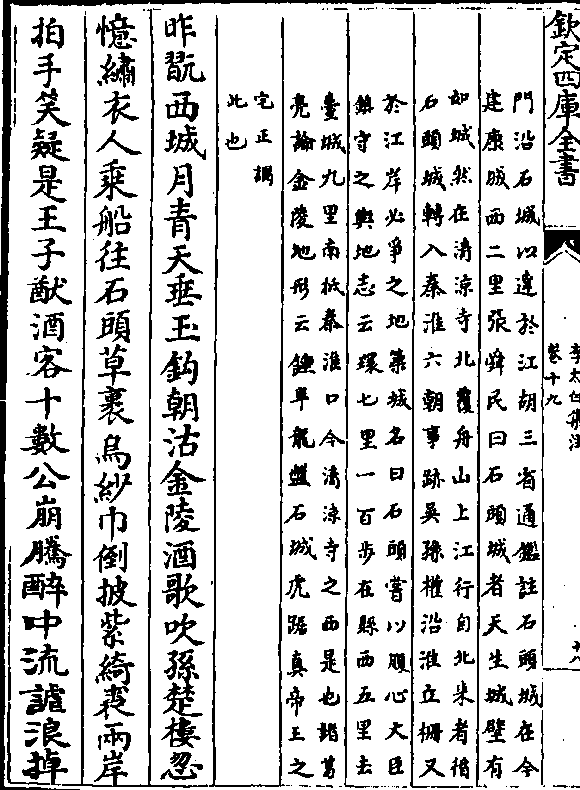 欽定四庫全書
李太白集注
卷十九
十八
門沿石城以達於江胡三省通鑑註石頭城在今
建康城西二里張舜民曰石頭城者天生城壁有
如城然在清涼寺北覆舟山上江行自北來者循
石頭城轉入秦淮六朝事跡吳孫權沿淮立柵又
於江岸必爭之地築城名曰石頭嘗以腹心大臣
鎮守之輿地志云環七里一百步在縣西五里去
臺城九里南抵秦淮口今清涼寺之西是也諸葛
亮論金陵地形云鍾阜龍盤石城虎踞真帝王之
宅正謂
此也
昨翫西城月青天垂玉鈎朝沽金陵酒歌吹孫楚樓忽
憶繡衣人乘船往石頭草裹烏紗巾倒披紫綺裘兩岸
拍手笑疑是王子猷酒客十數公崩騰醉中流謔浪掉